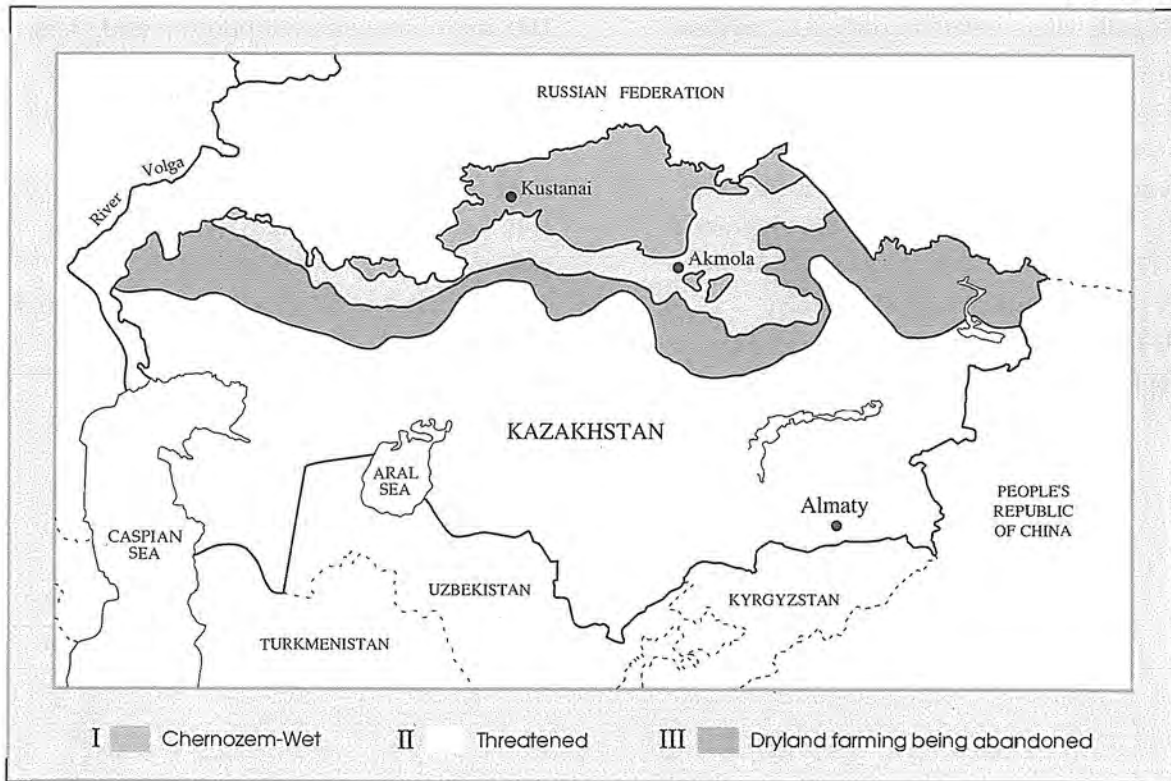 RUSSIAN FEDERATION
River Volga
Kustanai
Akmola
KAZAKHSTAN
ARAL
SEA
Almaty
PEOPLE'S
REPUBLIC
OF CHINA
CASPIAN
SEA
UZBEKISTAN
KYRGYZSTAN
TURKMENISTAN
I Chernozem-Wet II Threatened III Dryland farming being abandoned